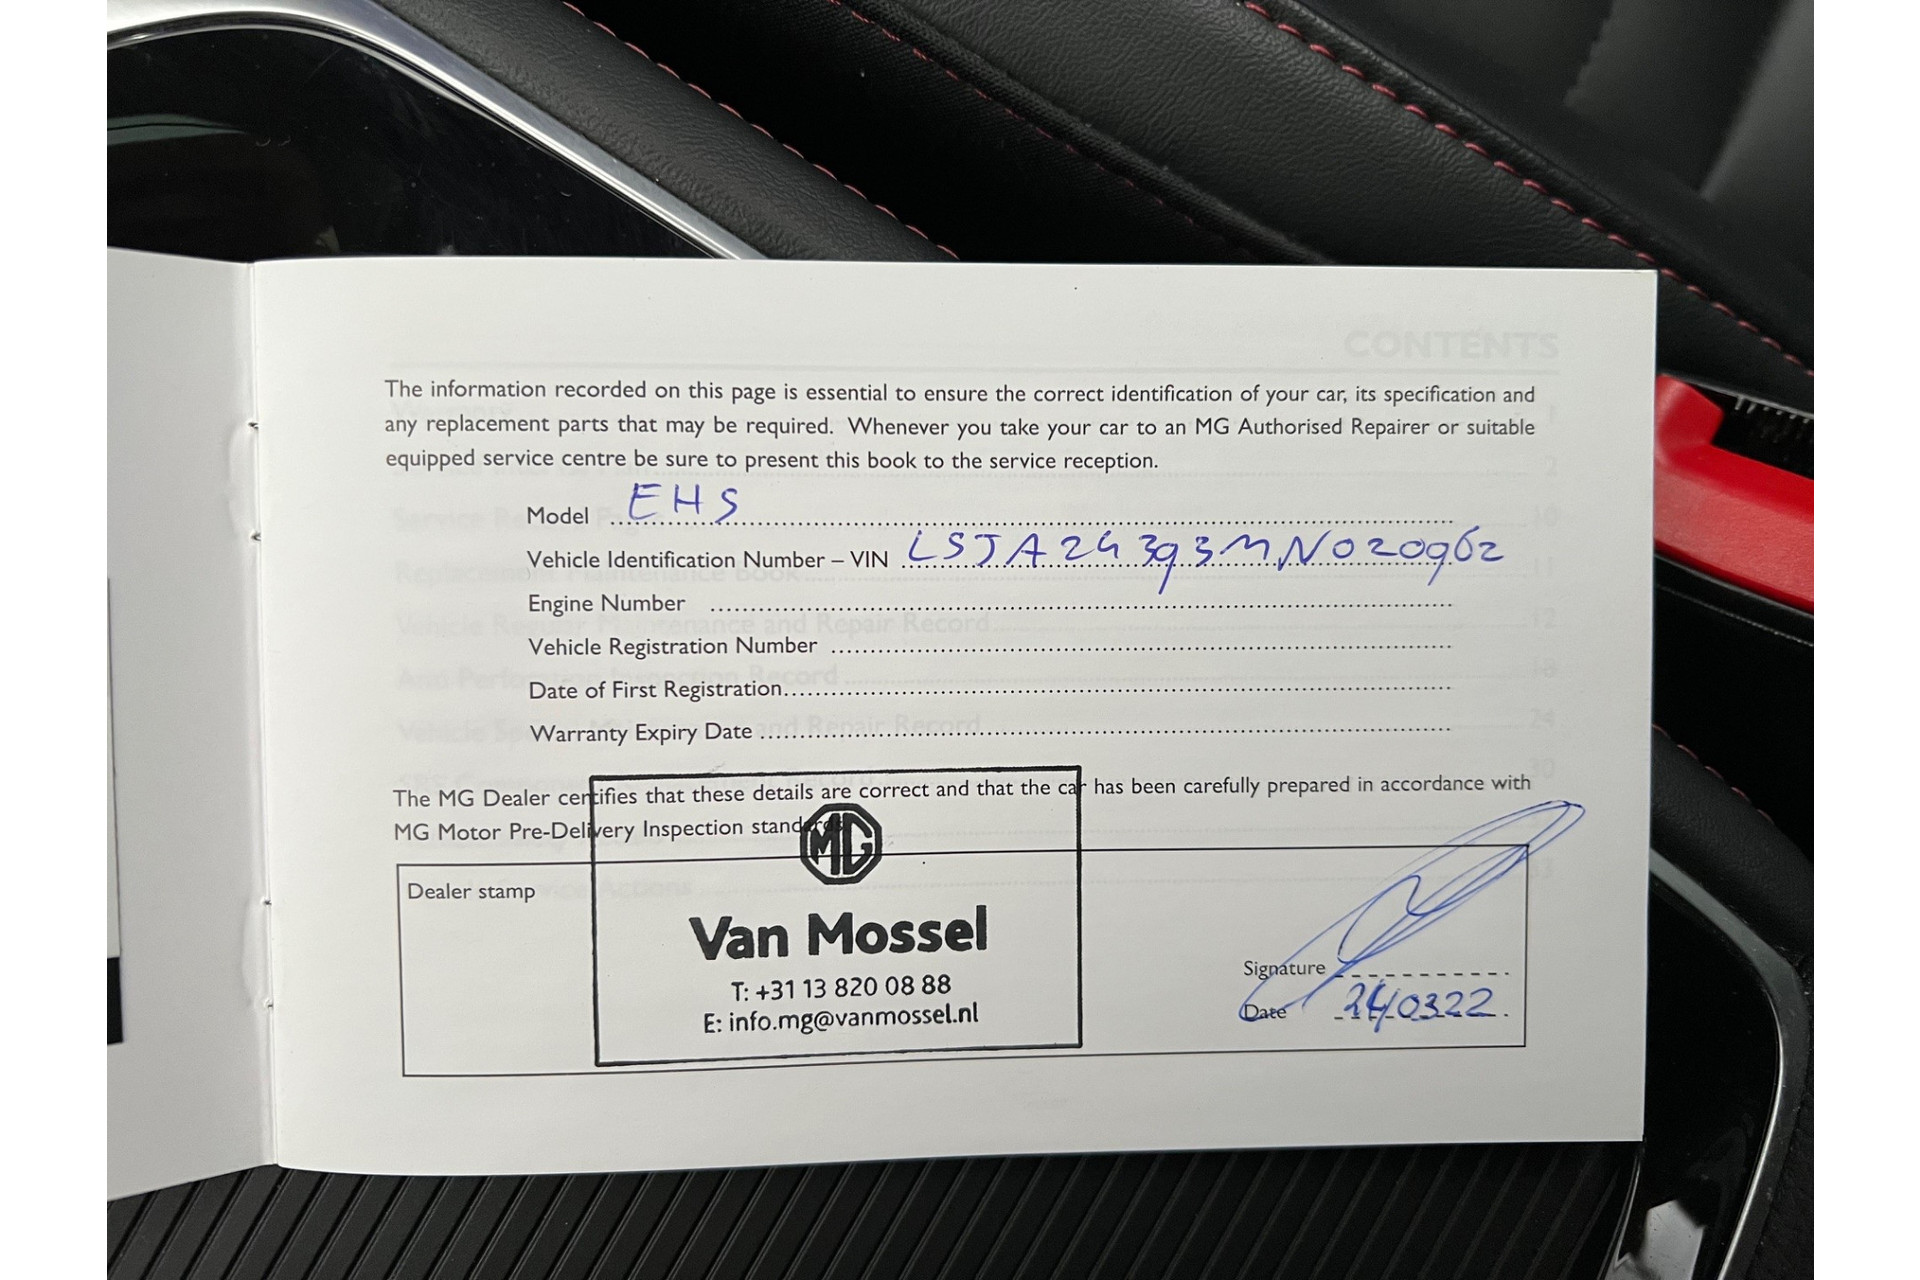 CONTENTS
The information recorded on this page is essential to ensure the correct identification of your car, its specification and
any replacement parts that may be required. Whenever you take your car to an MG Authorised Repairer or suitable
equipped service centre be sure to present this book to the service reception.
Model EHS
Vehicle Identification Number – VIN LSJA24393MN020962
Engine Number
Vehicle Registration Number
Date of First Registration
Warranty Expiry Date
The MG Dealer certifies that these details are correct and that the car has been carefully prepared in accordance with
MG Motor Pre-Delivery Inspection standards.
MG
Dealer stamp
Van Mossel
T: +31 13 820 08 88
E: info.mg@vanmossel.nl
Signature
Date 24/0322